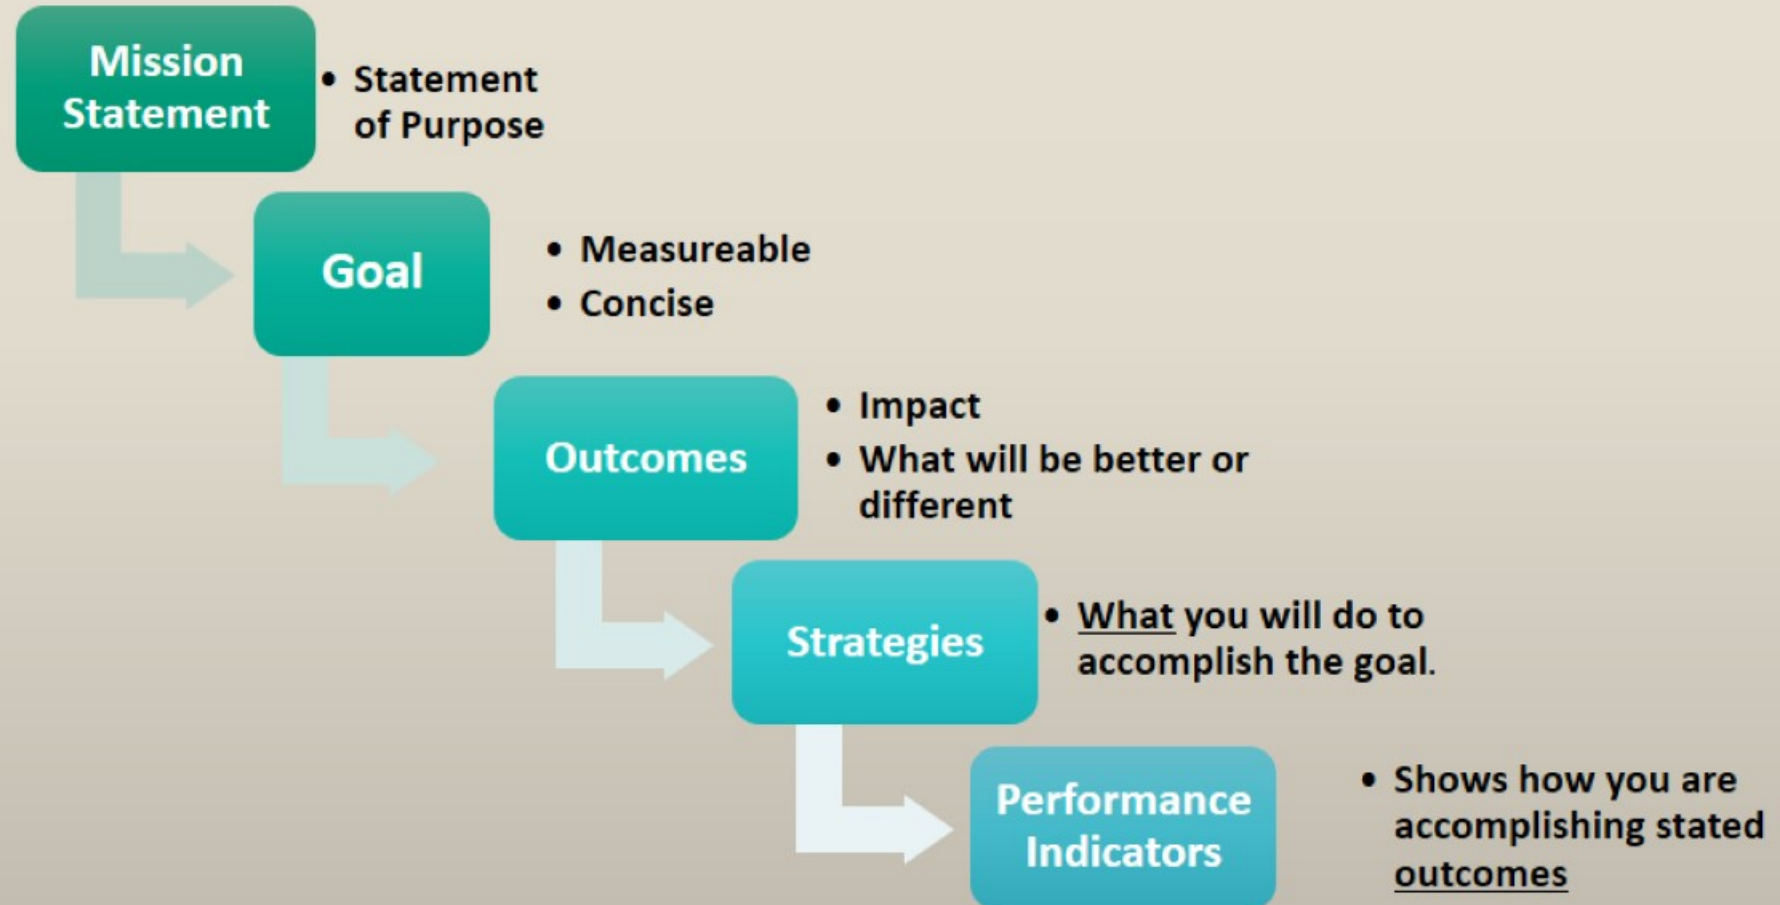 Mission
Statement
• Statement
of Purpose
Goal
• Measureable
• Concise
Outcomes
• Impact
• What will be better or
different
Strategies
• What you will do to
accomplish the goal.
Performance
Indicators
• Shows how you are
accomplishing stated
outcomes